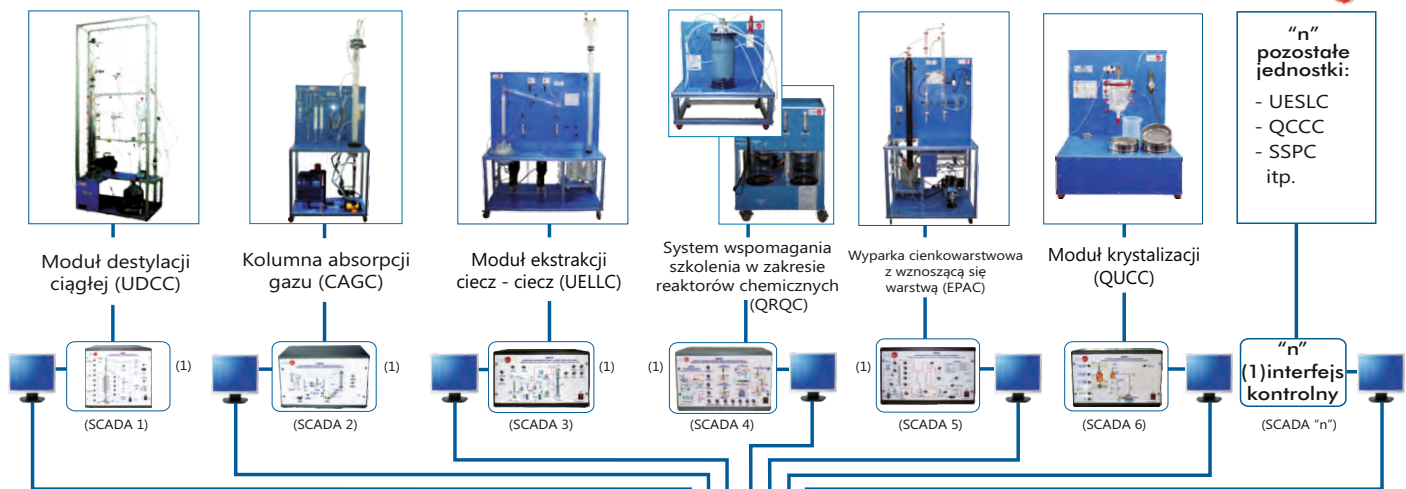 "n"
pozostałe
jednostki:
- UESLC
- QCCC
- SSPC
itp.
Moduł destylacji
ciągłej (UDCC)
Kolumna absorpcji
gazu (CAGC)
Moduł ekstrakcji
ciecz - ciecz (UELLC)
System wspomagania
szkolenia w zakresie
reaktorów chemicznych
(QRQC)
Wyparka cienkowarstwowa
z wznoszącą się
warstwą (EPAC)
Moduł krystalizacji
(QUCC)
(1)
(1)
(1)
(1)
(1)
"n"
(1)interfejs
kontrolny
(SCADA 1)
(SCADA 2)
(SCADA 3)
(SCADA 4)
(SCADA 5)
(SCADA 6)
(SCADA "n")